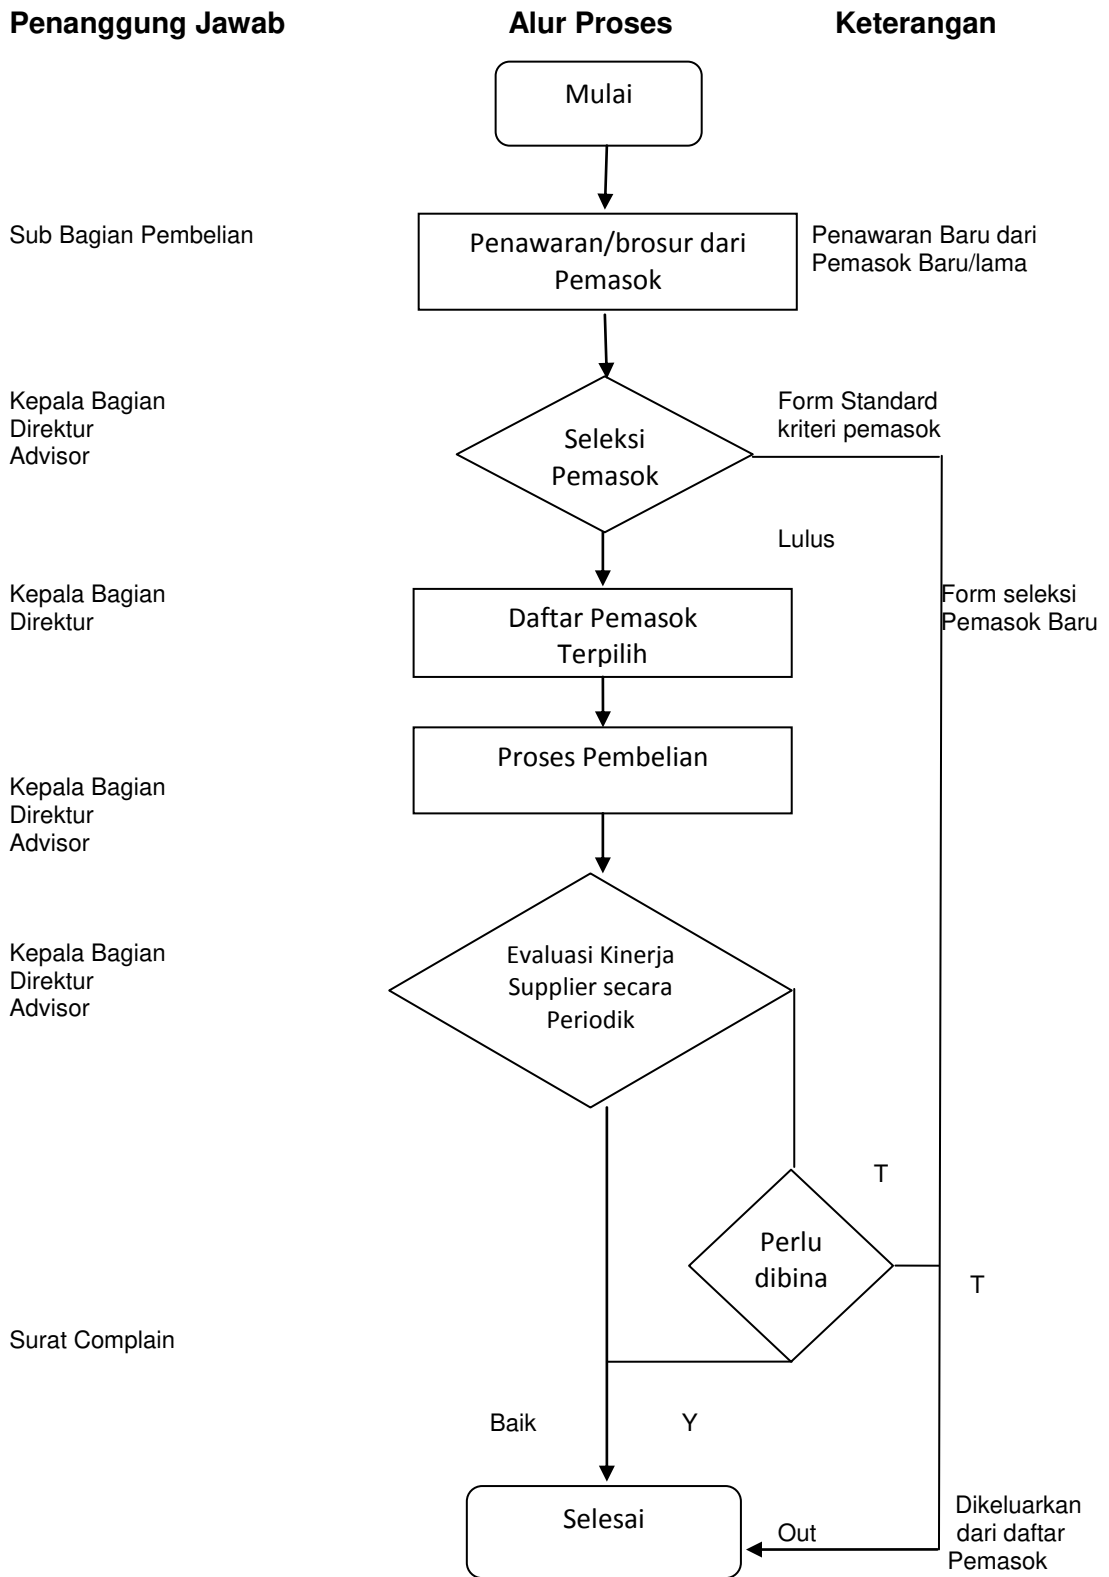 Penanggung Jawab
Alur Proses
Keterangan
Mulai
Sub Bagian Pembelian
Penawaran/brosur dari
Pemasok
Penawaran Baru dari
Pemasok Baru/lama
Kepala Bagian
Direktur
Advisor
Seleksi
Pemasok
Form Standard
kriteri pemasok
Lulus
Kepala Bagian
Direktur
Daftar Pemasok
Terpilih
Form seleksi
Pemasok Baru
Proses Pembelian
Kepala Bagian
Direktur
Advisor
Kepala Bagian
Direktur
Advisor
Evaluasi Kinerja
Supplier secara
Periodik
T
Perlu
dibina
T
Surat Complain
Baik
Y
Selesai
Out
Dikeluarkan
dari daftar
Pemasok